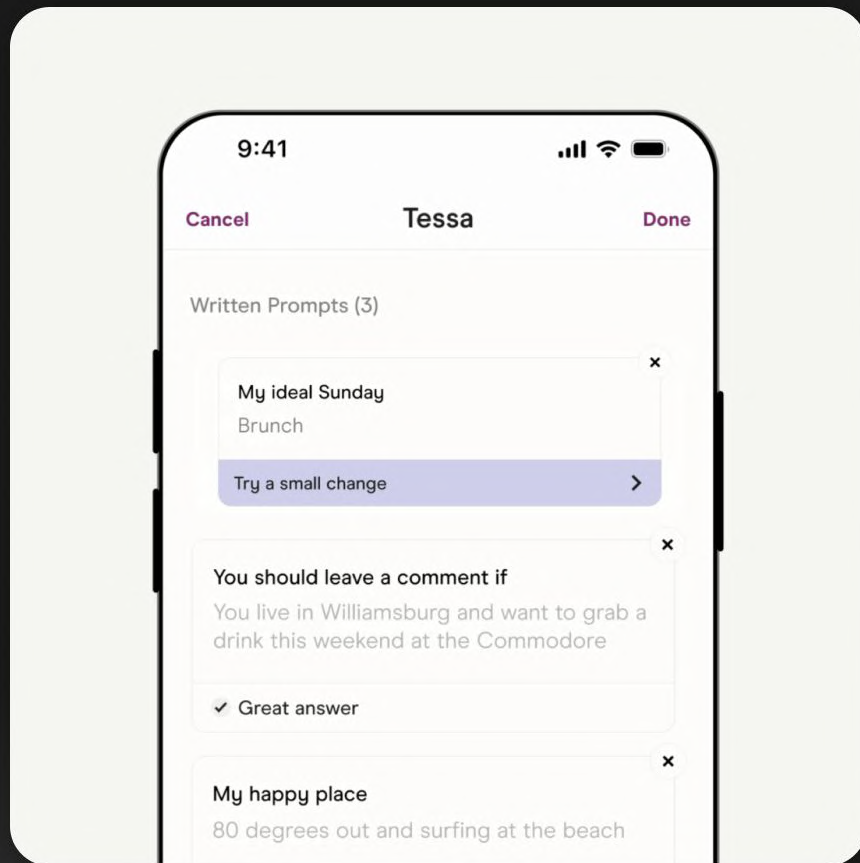 9:41
Cancel
Tessa
Done
Written Prompts (3)
My ideal Sunday
Brunch
Try a small change
You should leave a comment if
You live in Williamsburg and want to grab a
drink this weekend at the Commodore
Great answer
My happy place
80 degrees out and surfing at the beach